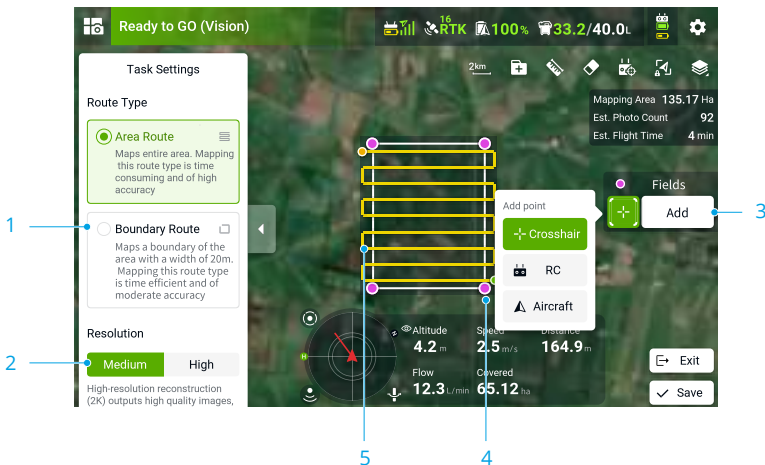 Ready to GO (Vision)
16
RTK
100%
33.2/40.0L
Task Settings
2km
Route Type
Mapping Area 135.17 Ha
Est. Photo Count 92
Est. Flight Time 4 min
Area Route
Maps entire area. Mapping
this route type is time
consuming and of high
accuracy
Fields
Add point
Add
3
1
Boundary Route
Crosshair
Maps a boundary of the
area with a width of 20m.
Mapping this route type
is time efficient and of
moderate accuracy
RC
Aircraft
5
4
Resolution
N
H
Altitude
4.2 m
Speed
2.5 m/s
Distance
164.9 m
2
Medium
High
Exit
Flow
12.3 L/min
Covered
65.12 ha
High-resolution reconstruction
(2K) outputs high quality images,
Save